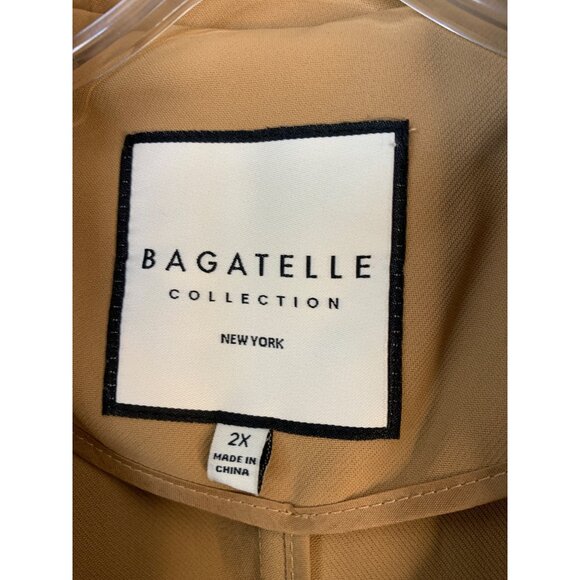 BAGATELLE
COLLECTION
NEW YORK
2X
MADE IN
CHINA